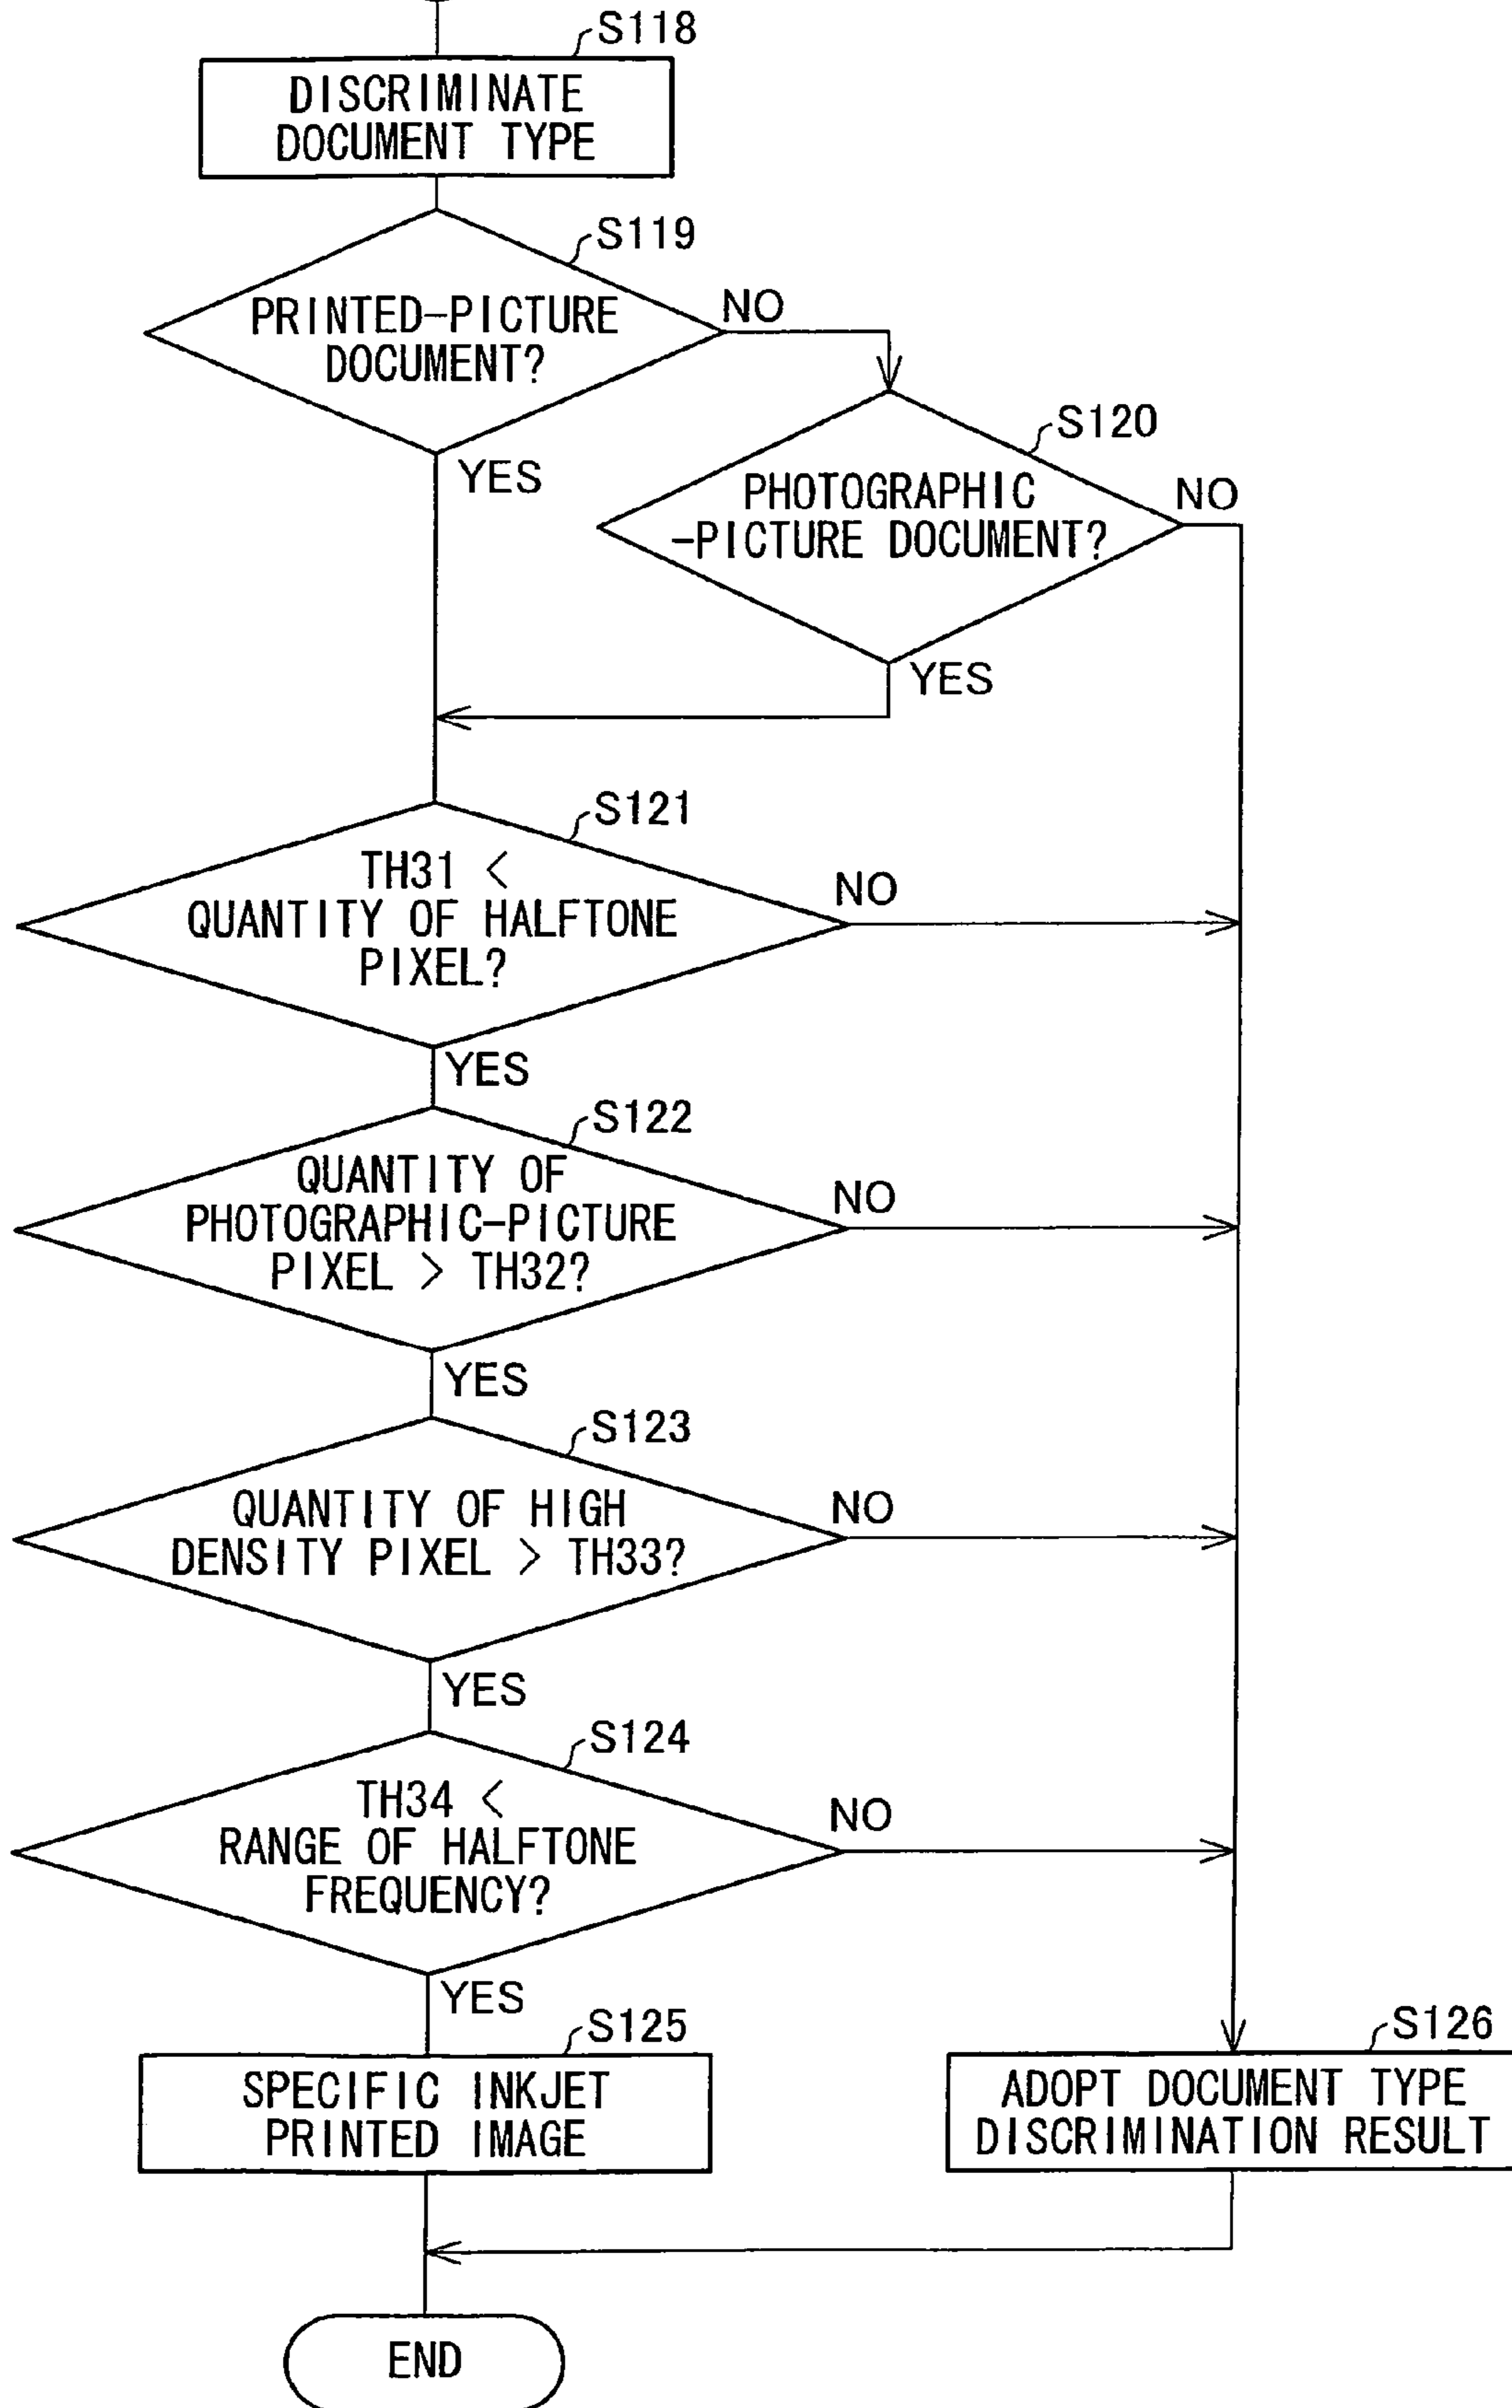 S118
DISCRIMINATE
DOCUMENT TYPE
S119
PRINTED-PICTURE
DOCUMENT?
NO
YES
S120
PHOTOGRAPHIC
-PICTURE DOCUMENT?
NO
YES
S121
TH31 <
QUANTITY OF HALFTONE
PIXEL?
NO
YES
S122
QUANTITY OF
PHOTOGRAPHIC-PICTURE
PIXEL > TH32?
NO
YES
S123
QUANTITY OF HIGH
DENSITY PIXEL > TH33?
NO
YES
S124
TH34 <
RANGE OF HALFTONE
FREQUENCY?
NO
YES
S125
SPECIFIC INKJET
PRINTED IMAGE
S126
ADOPT DOCUMENT TYPE
DISCRIMINATION RESULT
END